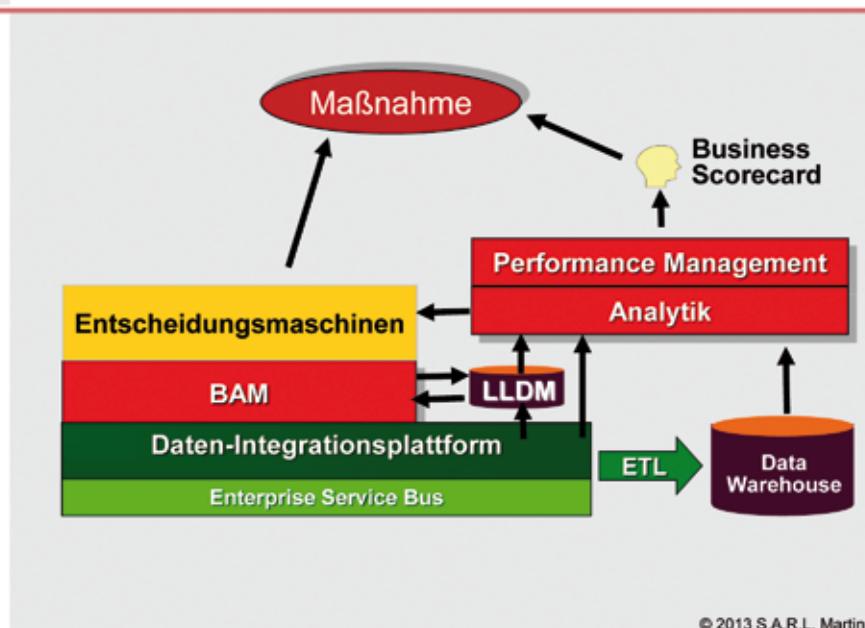 Maßnahme
Business
Scorecard
Performance Management
Analytik
Entscheidungsmaschinen
BAM
LLDM
Daten-Integrationsplattform
ETL
Data
Warehouse
Enterprise Service Bus
© 2013 S.A.R.L. Martin